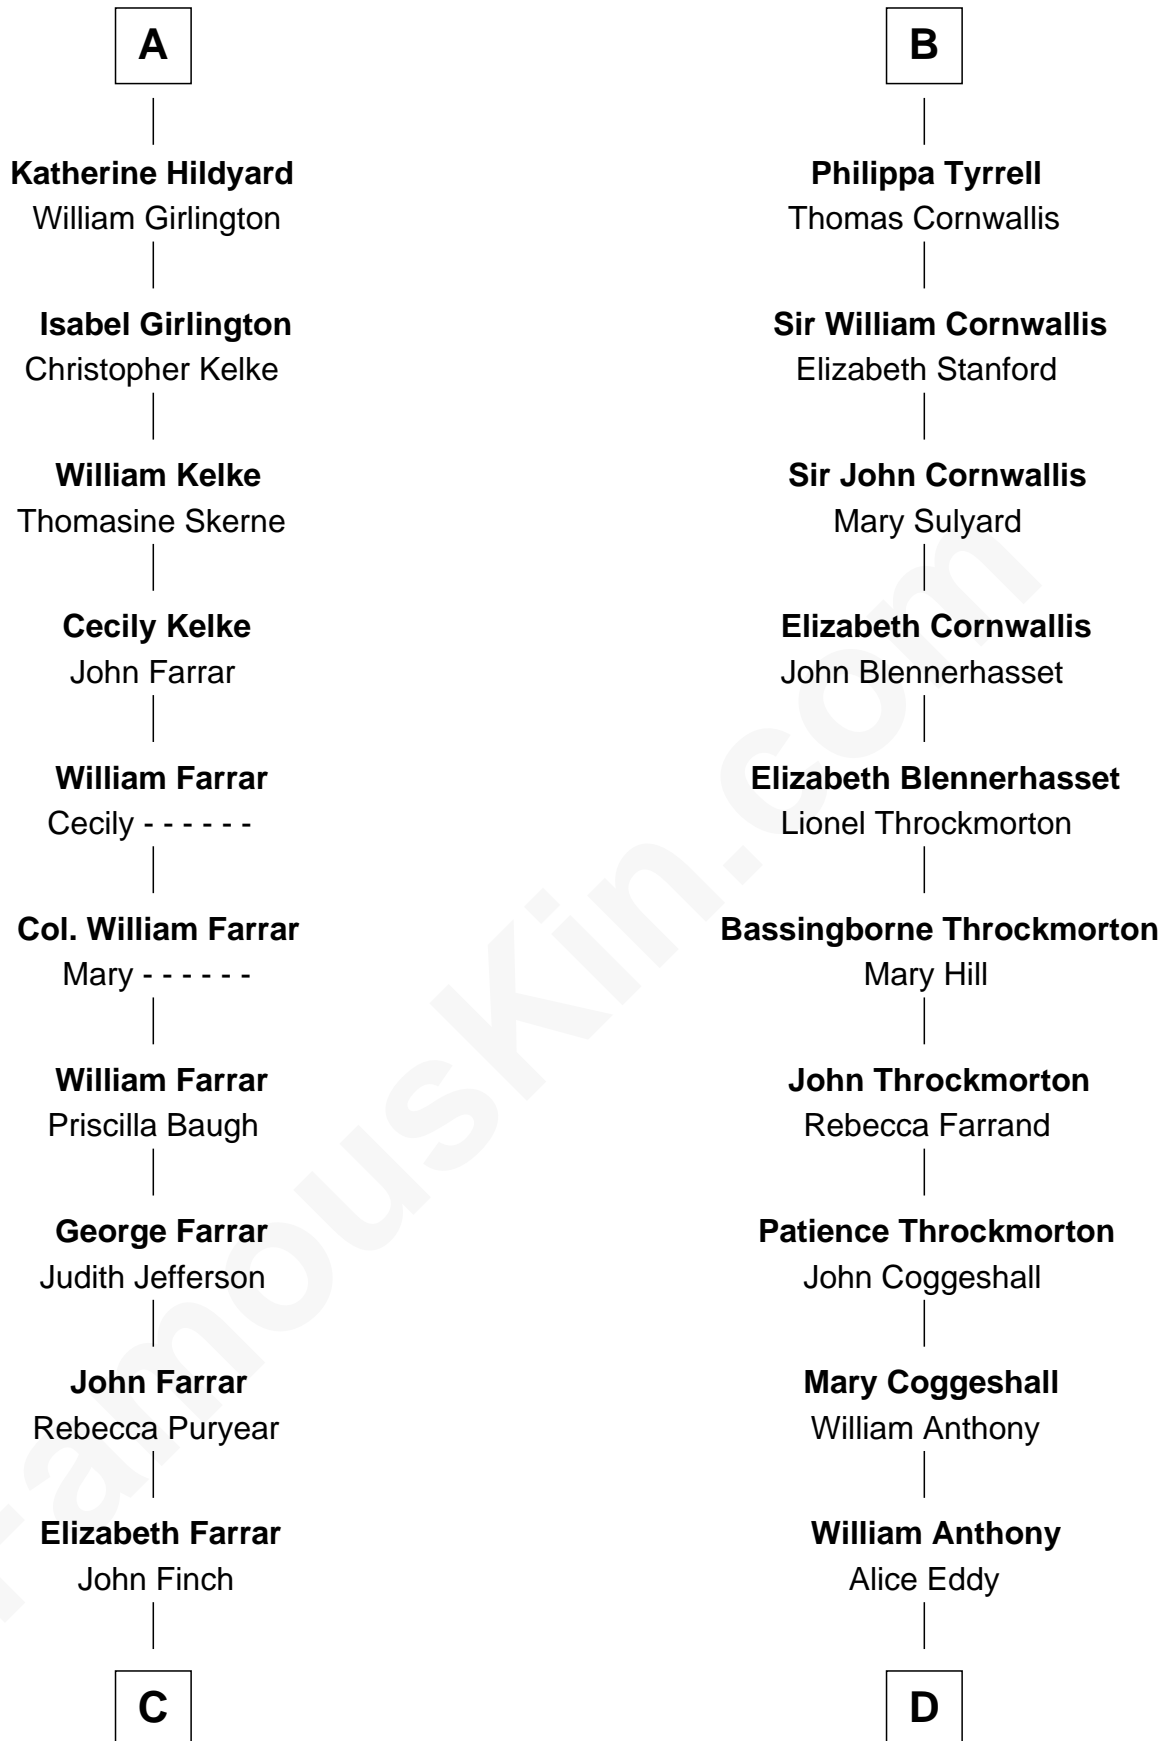 A
Katherine Hildyard
William Girlington
Isabel Girlington
Christopher Kelke
William Kelke
Thomasine Skerne
Cecily Kelke
John Farrar
William Farrar
Cecily - - - - - -
Col. William Farrar
Mary - - - - - -
William Farrar
Priscilla Baugh
George Farrar
Judith Jefferson
John Farrar
Rebecca Puryear
Elizabeth Farrar
John Finch
C
B
Philippa Tyrrell
Thomas Cornwallis
Sir William Cornwallis
Elizabeth Stanford
Sir John Cornwallis
Mary Sulyard
Elizabeth Cornwallis
John Blennerhasset
Elizabeth Blennerhasset
Lionel Throckmorton
Bassingborne Throckmorton
Mary Hill
John Throckmorton
Rebecca Farrand
Patience Throckmorton
John Coggeshall
Mary Coggeshall
William Anthony
William Anthony
Alice Eddy
D
FamousKin.com